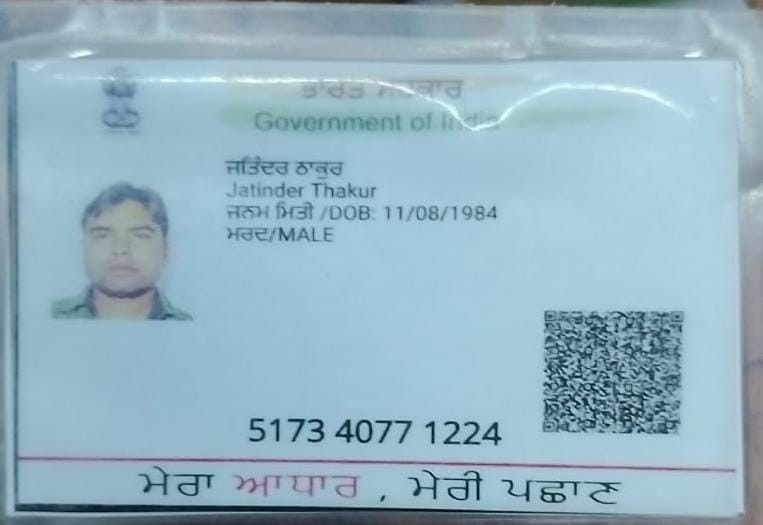 ਭਾਰਤ ਸਰਕਾਰ
Government of India
ਜਤਿੰਦਰ ਠਾਕੁਰ
Jatinder Thakur
ਜਨਮ ਮਿਤੀ /DOB: 11/08/1984
ਮਰਦ/MALE
5173 4077 1224
ਮੇਰਾ ਆਧਾਰ , ਮੇਰੀ ਪਛਾਣ